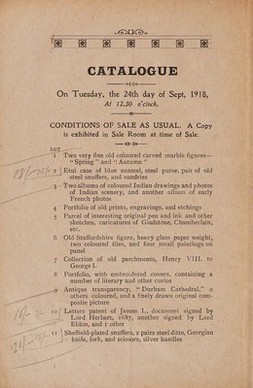 CATALOGUE
On Tuesday, the 24th day of Sept, 1918,
At 12.30 o'clock.
CONDITIONS OF SALE AS USUAL. A Copy
is exhibited in Sale Room at time of Sale.
LOT
1 Two very fine old coloured carved marble figures—
"Spring" and "Autumn"
2 Etui case of blue enamel, steel purse, pair of old
steel snuffers, and sundries
3 Two albums of coloured Indian drawings and photos
of Indian scenery, and another album of early
French photos.
4 Portfolio of old prints, engravings, and etchings
5 Parcel of interesting original pen and ink and other
sketches, caricatures of Gladstone, Chamberlain,
etc.
6 Old Staffordshire figure, heavy glass paper weight,
two coloured tiles, and four small paintings on
panel
7 Collection of old parchments, Henry VIII. to
George I.
8 Portfolio, with embroidered covers, containing a
number of literary and other curios
9 Antique transparency, "Durham Cathedral," 2
others coloured, and a finely drawn original com-
posite picture
10 Letters patent of James I., document signed by
Lord Herbert, 1687, another signed by Lord
Eldon, and 2 other
11 Sheffield-plated snuffers, 2 pairs steel ditto, Georgian
knife, fork, and scissors, silver handles